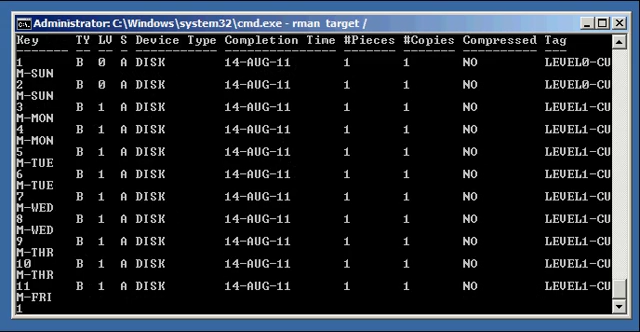 Administrator: C:\Windows\system32\cmd.exe - rman target /
Key TY LV S Device Type Completion Time #Pieces #Copies Compressed Tag
------- -- -- - ----------- --------------- ------- ------- ---------- ---
1 B 0 A DISK 14-AUG-11 1 1 NO LEVEL0-CU
M-SUN
2 B 0 A DISK 14-AUG-11 1 1 NO LEVEL0-CU
M-SUN
3 B 1 A DISK 14-AUG-11 1 1 NO LEVEL1-CU
M-MON
4 B 1 A DISK 14-AUG-11 1 1 NO LEVEL1-CU
M-MON
5 B 1 A DISK 14-AUG-11 1 1 NO LEVEL1-CU
M-TUE
6 B 1 A DISK 14-AUG-11 1 1 NO LEVEL1-CU
M-TUE
7 B 1 A DISK 14-AUG-11 1 1 NO LEVEL1-CU
M-WED
8 B 1 A DISK 14-AUG-11 1 1 NO LEVEL1-CU
M-WED
9 B 1 A DISK 14-AUG-11 1 1 NO LEVEL1-CU
M-THR
10 B 1 A DISK 14-AUG-11 1 1 NO LEVEL1-CU
M-THR
11 B 1 A DISK 14-AUG-11 1 1 NO LEVEL1-CU
M-FRI
1